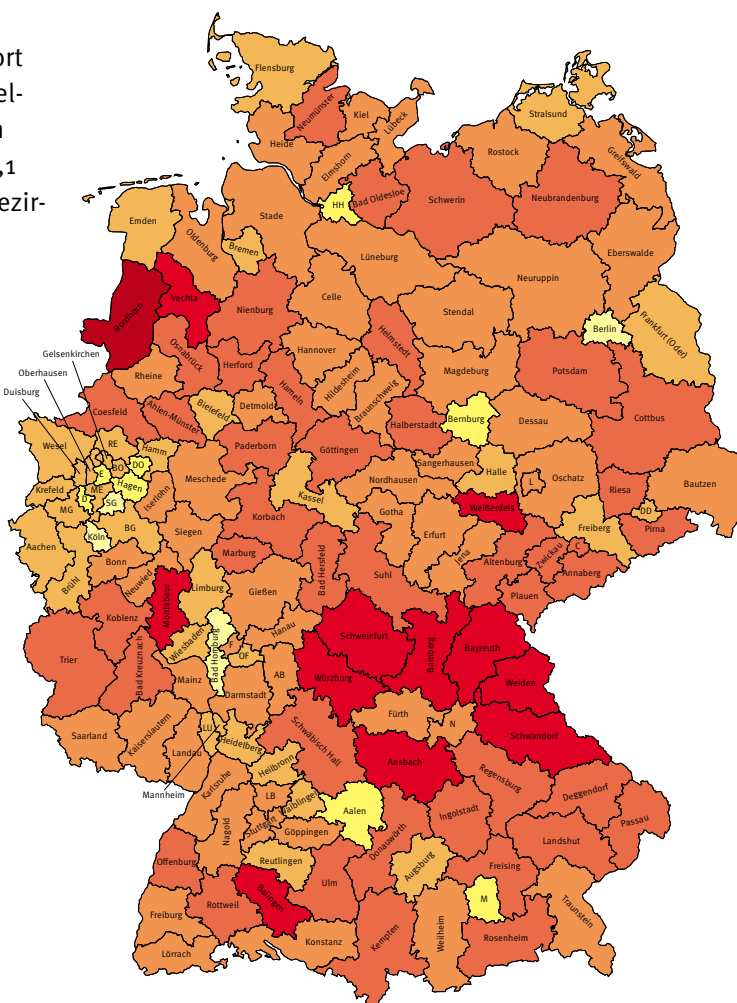 ort
el-
n
,1
ezir-
Flensburg
Neumünster
Kiel
Lübeck
Heide
Elmshorn
Stralsund
Rostock
Greifswald
HH
Bad Oldesloe
Schwerin
Neubrandenburg
Emden
Oldenburg
Bremen
Stade
Lüneburg
Neuruppin
Eberswalde
Nordhorn
Vechta
Nienburg
Celle
Stendal
Berlin
Frankfurt (Oder)
Gelsenkirchen
Oberhausen
Duisburg
Osnabrück
Herford
Hannover
Helmstedt
Magdeburg
Potsdam
Rheine
Hameln
Hildesheim
Braunschweig
Coesfeld
Ahlen-Münster
Bielefeld
Detmold
Halberstadt
Bernburg
Dessau
Cottbus
Wesel
RE
Hamm
Paderborn
Göttingen
Sangerhausen
Halle
E
BO
DO
Krefeld
D
ME
Hagen
Iserlohn
Meschede
Kassel
Nordhausen
L
Oschatz
Riesa
Bautzen
MG
SG
Weißenfels
DD
Köln
BG
Siegen
Korbach
Gotha
Erfurt
Jena
Freiberg
Pirna
Aachen
Brühl
Bonn
Marburg
Bad Hersfeld
Suhl
Altenburg
Zwickau
C
Annaberg
Neuwied
Limburg
Gießen
Plauen
Koblenz
Montabaur
Hanau
Schweinfurt
Bamberg
Bayreuth
Trier
Bad Kreuznach
Wiesbaden
Bad Homburg
F
OF
AB
Würzburg
Weiden
Mainz
Darmstadt
Fürth
N
Saarland
Kaiserslautern
Landau
LU
Heidelberg
Schwäbisch Hall
Schwandorf
Ansbach
Mannheim
Karlsruhe
Heilbronn
Regensburg
LB
Waiblingen
Aalen
Ingolstadt
Deggendorf
Passau
Nagold
Stuttgart
Göppingen
Donauwörth
Landshut
Offenburg
Reutlingen
Ulm
Augsburg
Freising
Balingen
M
Freiburg
Rottweil
Traunstein
Lörrach
Konstanz
Kempten
Weilheim
Rosenheim